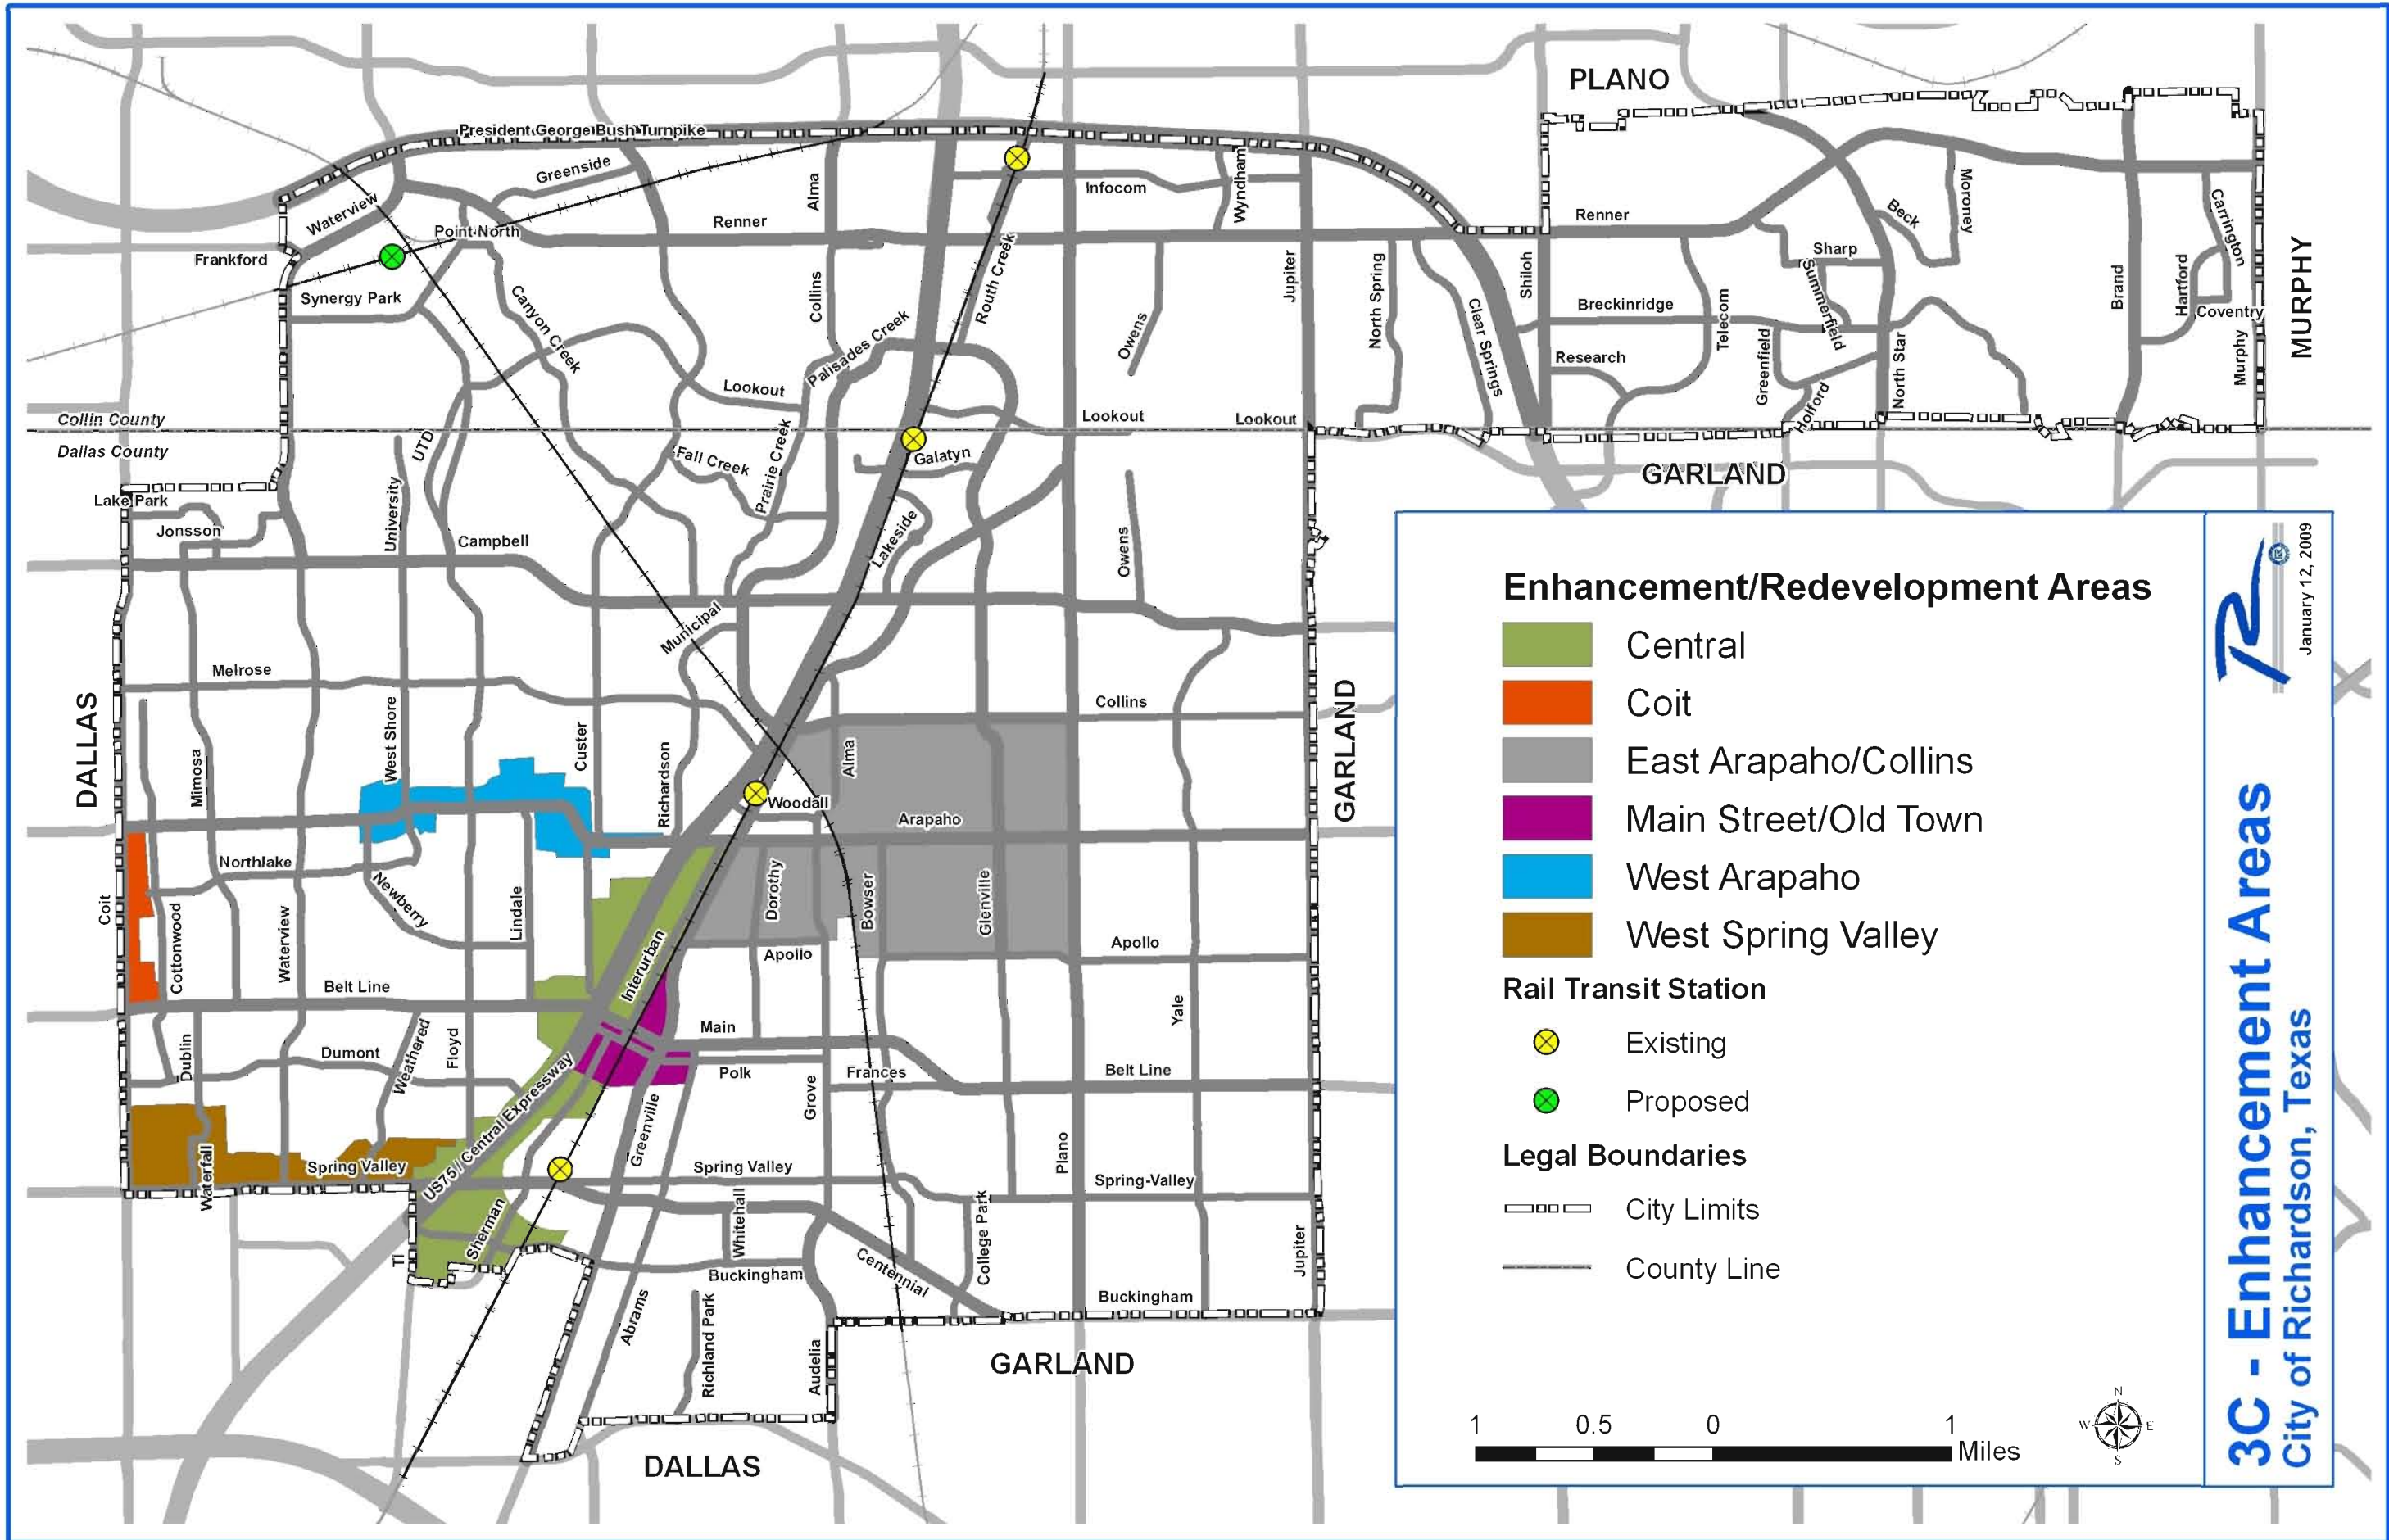 PLANO
President George Bush Turnpike
Greenside
Waterview
Point North
Frankford
Synergy Park
Alma
Renner
Infocom
Wyndham
Renner
Beck
Moroney
Carrington
MURPHY
Sharp
Summerfield
Hartford
Coventry
Murphy
Brand
Canyon Creek
Collins
Palisades Creek
Routh Creek
Owens
Jupiter
North Spring
Clear Springs
Shiloh
Breckinridge
Telecom
Research
Greenfield
North Star
Holford
Lookout
Lookout
Lookout
Collin County
Dallas County
UTD
University
Fall Creek
Prairie Creek
Galatyn
GARLAND
Lake Park
Jonsson
Campbell
Lakeside
Owens
Municipal
Melrose
DALLAS
Mimosa
West Shore
Custer
Richardson
Collins
Alma
GARLAND
Woodall
Arapaho
Northlake
Newberry
Lindale
Coit
Cottonwood
Waterview
Dorothy
Bowser
Glenville
Interurban
Apollo
Apollo
Belt Line
Yale
Main
Dublin
Dumont
Weathered
Floyd
Polk
Frances
Belt Line
Grove
Greenville
US75 / Central Expressway
Plano
Waterfall
Spring Valley
Spring Valley
Spring-Valley
Sherman
Whitehall
College Park
Jupiter
TI
Buckingham
Centennial
Buckingham
Abrams
Richland Park
Audelia
GARLAND
DALLAS
Enhancement/Redevelopment Areas
Central
Coit
East Arapaho/Collins
Main Street/Old Town
West Arapaho
West Spring Valley
Rail Transit Station
Existing
Proposed
Legal Boundaries
City Limits
County Line
1 0.5 0 1
Miles
N
W E
S
January 12, 2009
3C - Enhancement Areas
City of Richardson, Texas